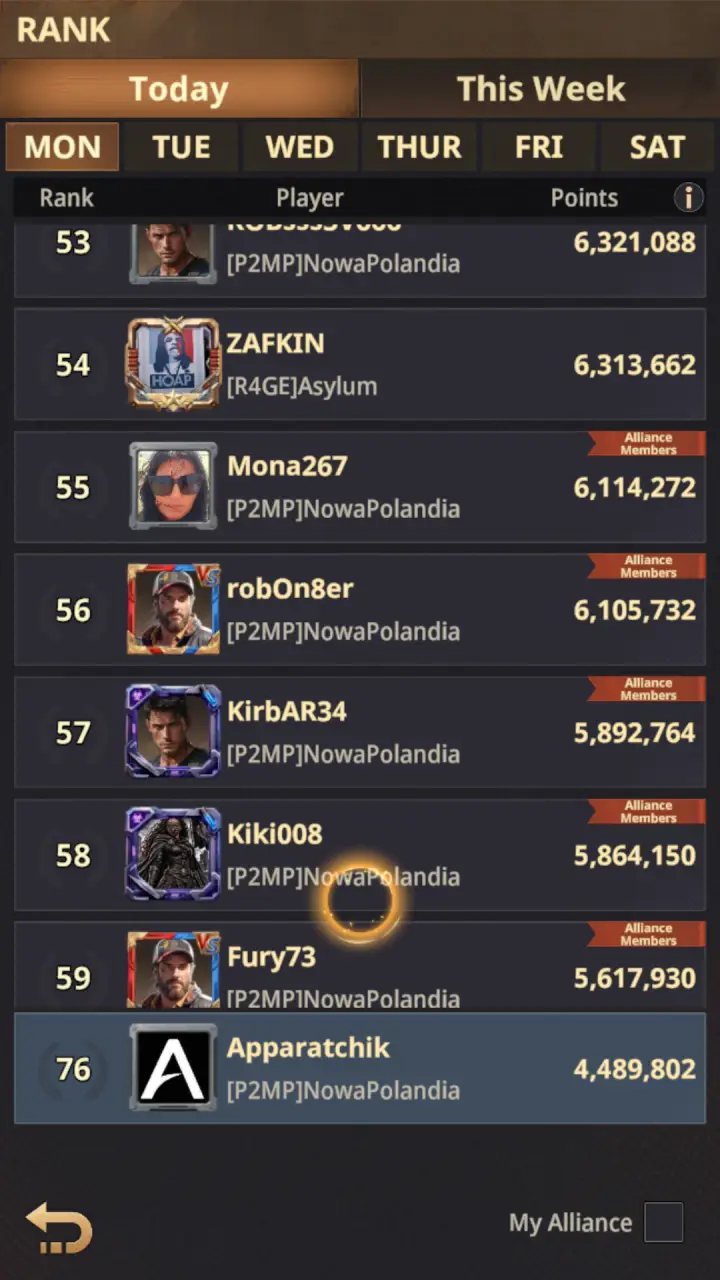 RANK
Today
This Week
MON TUE WED THUR FRI SAT
Rank Player Points i
53
6,321,088
[P2MP]NowaPolandia
54
ZAFKIN
6,313,662
[R4GE]Asylum
HOAP
Alliance Members
55
Mona267
6,114,272
[P2MP]NowaPolandia
Alliance Members
56
VS
robOn8er
6,105,732
[P2MP]NowaPolandia
Alliance Members
57
KirbAR34
5,892,764
[P2MP]NowaPolandia
Alliance Members
58
Kiki008
5,864,150
[P2MP]NowaPolandia
Alliance Members
59
VS
Fury73
5,617,930
[P2MP]NowaPolandia
76
A
Apparatchik
4,489,802
[P2MP]NowaPolandia
My Alliance